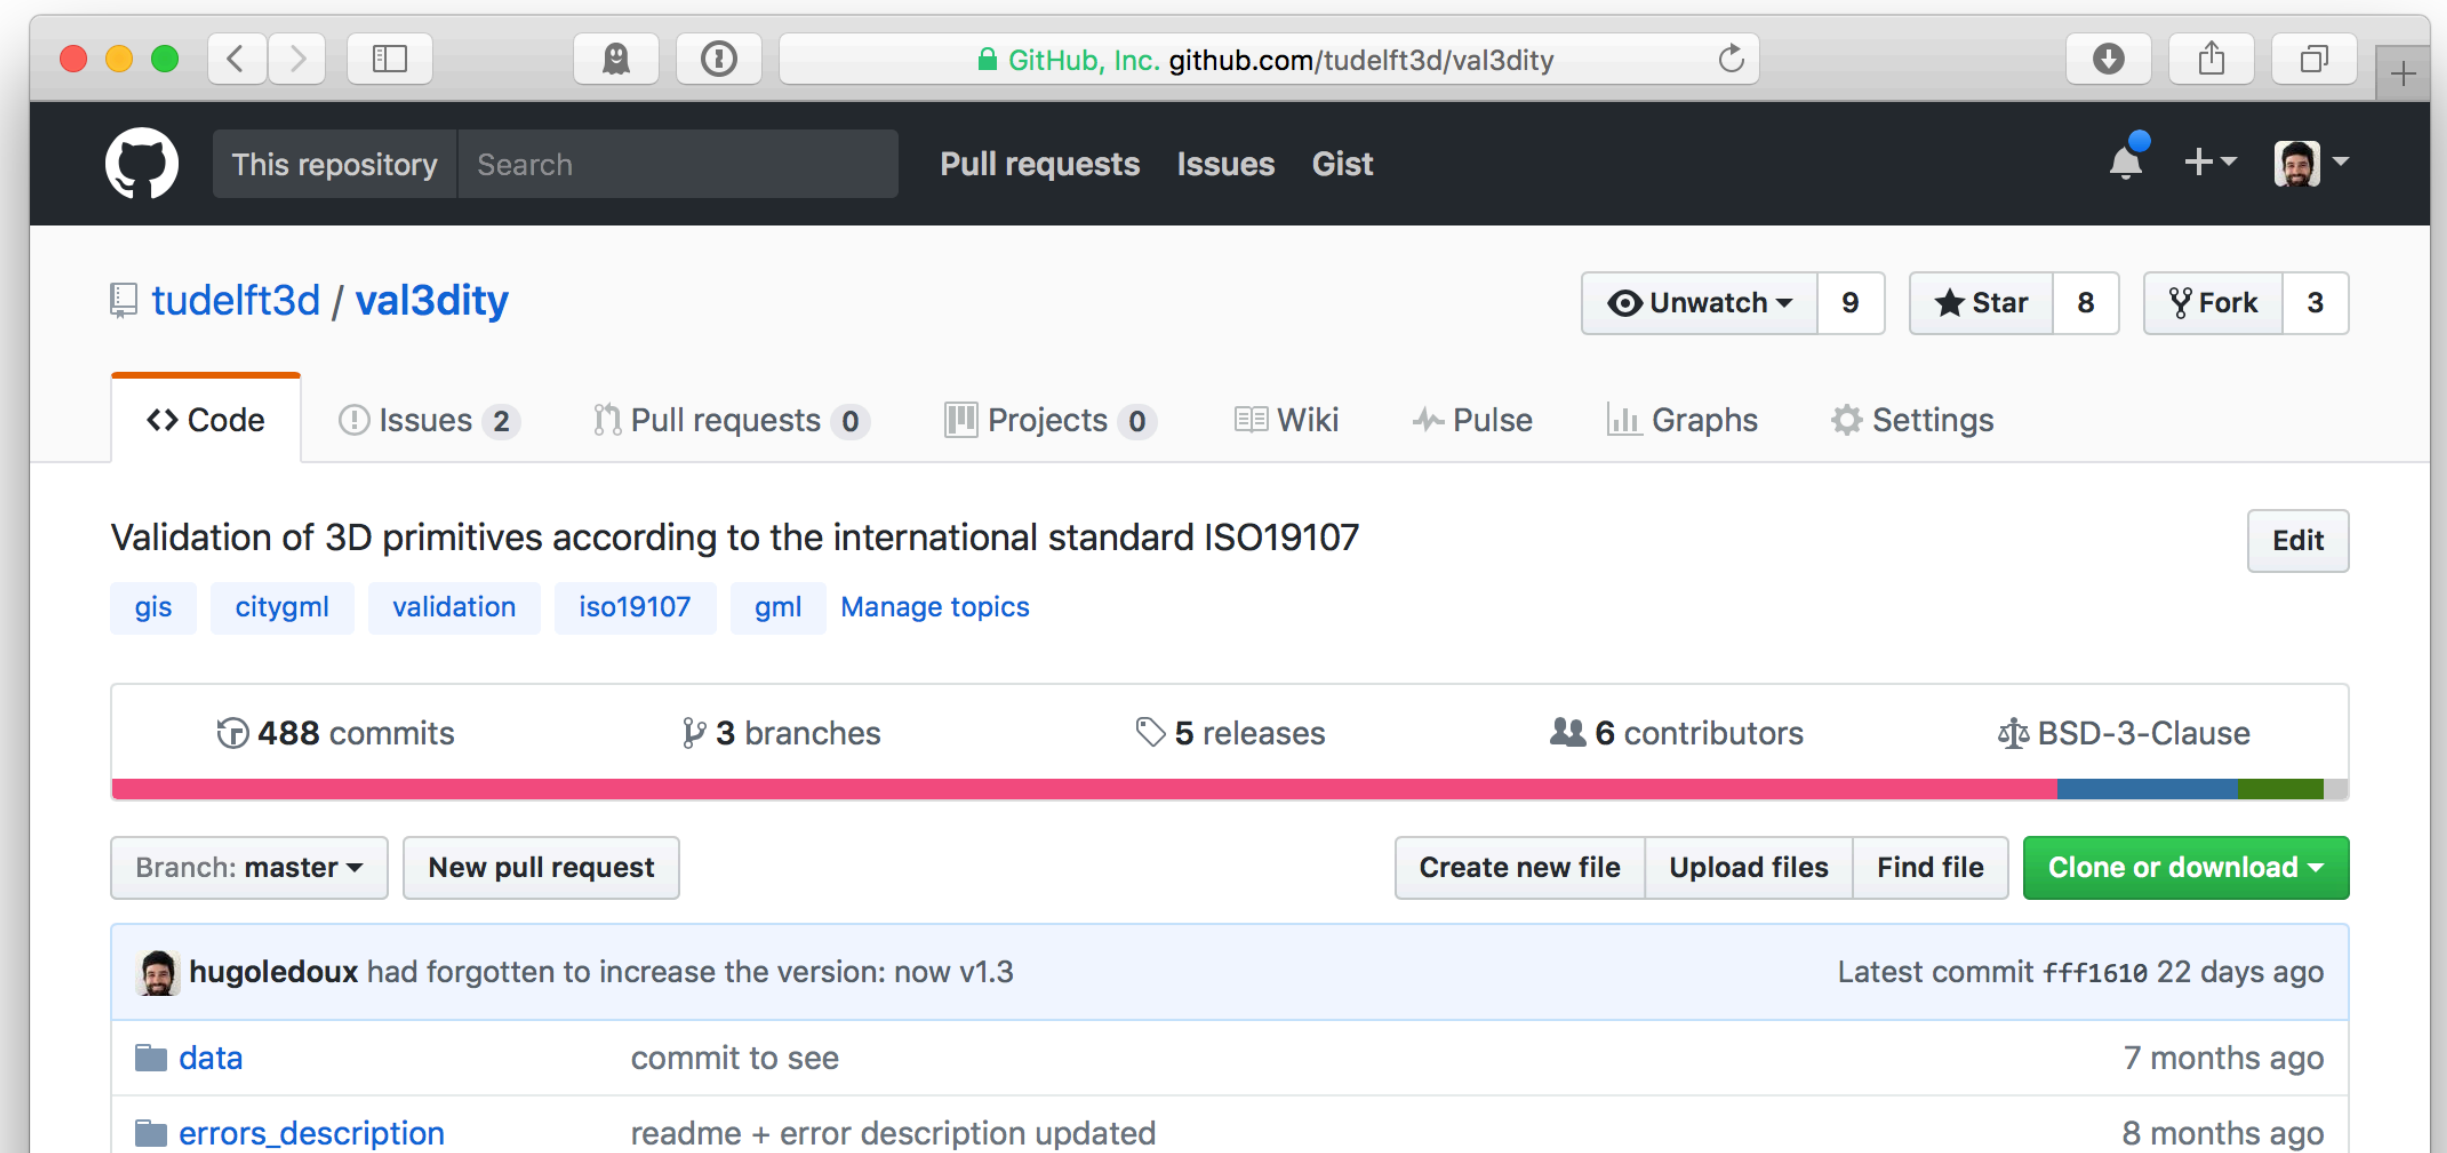 GitHub, Inc. github.com/tudelft3d/val3dity
This repository Search Pull requests Issues Gist
tudelft3d / val3dity Unwatch 9 Star 8 Fork 3
Code Issues 2 Pull requests 0 Projects 0 Wiki Pulse Graphs Settings
Validation of 3D primitives according to the international standard ISO19107 Edit
gis citygml validation iso19107 gml Manage topics
488 commits 3 branches 5 releases 6 contributors BSD-3-Clause
Branch: master New pull request Create new file Upload files Find file Clone or download
hugoledoux had forgotten to increase the version: now v1.3 Latest commit fff1610 22 days ago
data commit to see 7 months ago
errors_description readme + error description updated 8 months ago